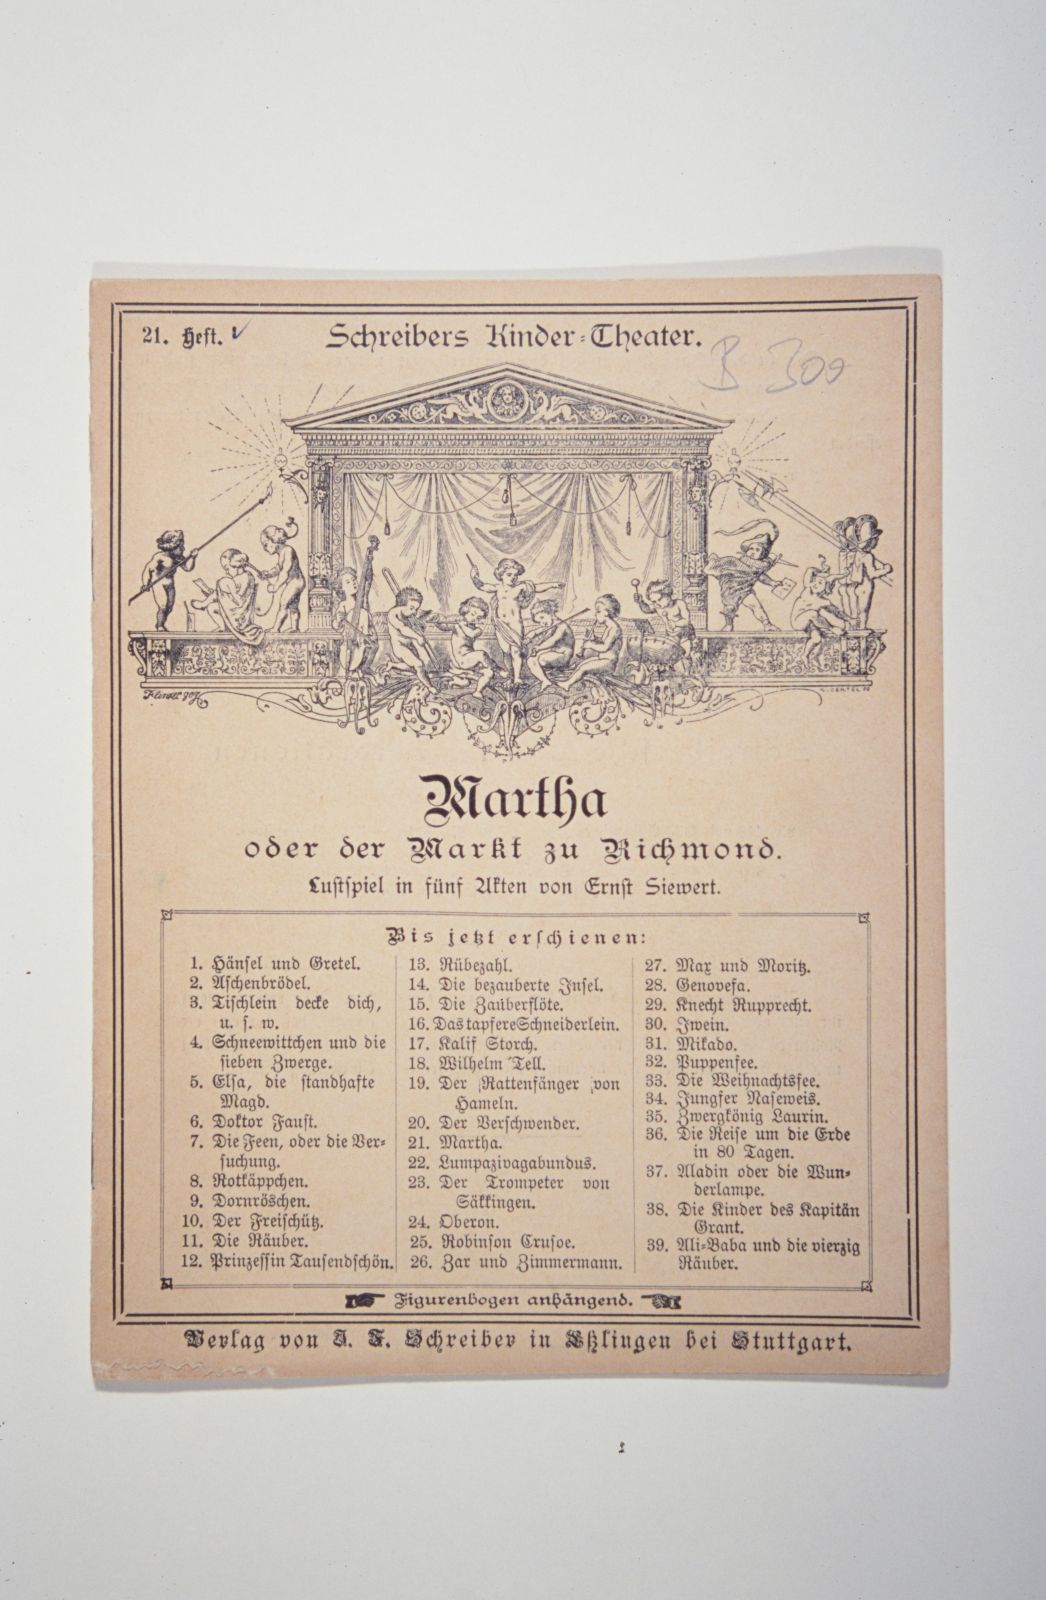 21. Heft.
Schreibers Kinder-Theater.
B 300
Martha
oder der Markt zu Richmond.
Lustspiel in fünf Akten von Ernst Siewert.
Bis jetzt erschienen:
1. Hänsel und Gretel.
2. Aschenbrödel.
3. Tischlein decke dich,
u. s. w.
4. Schneewittchen und die
sieben Zwerge.
5. Elsa, die standhafte
Magd.
6. Doktor Faust.
7. Die Feen, oder die Ver-
suchung.
8. Rotkäppchen.
9. Dornröschen.
10. Der Freischütz.
11. Die Räuber.
12. Prinzessin Tausendschön.
13. Rübezahl.
14. Die bezauberte Insel.
15. Die Zauberflöte.
16. Das tapfere Schneiderlein.
17. Kalif Storch.
18. Wilhelm Tell.
19. Der Rattenfänger von
Hameln.
20. Der Verschwender.
21. Martha.
22. Lumpazivagabundus.
23. Der Trompeter von
Säkkingen.
24. Oberon.
25. Robinson Crusoe.
26. Zar und Zimmermann.
27. Max und Moritz.
28. Genovefa.
29. Knecht Rupprecht.
30. Iwein.
31. Mikado.
32. Puppenfee.
33. Die Weihnachtsfee.
34. Jungfer Naseweis.
35. Zwergkönig Laurin.
36. Die Reise um die Erde
in 80 Tagen.
37. Aladin oder die Wun-
derlampe.
38. Die Kinder des Kapitän
Grant.
39. Ali-Baba und die vierzig
Räuber.
Figurenbogen anhängend.
Verlag von J. F. Schreiber in Eßlingen bei Stuttgart.